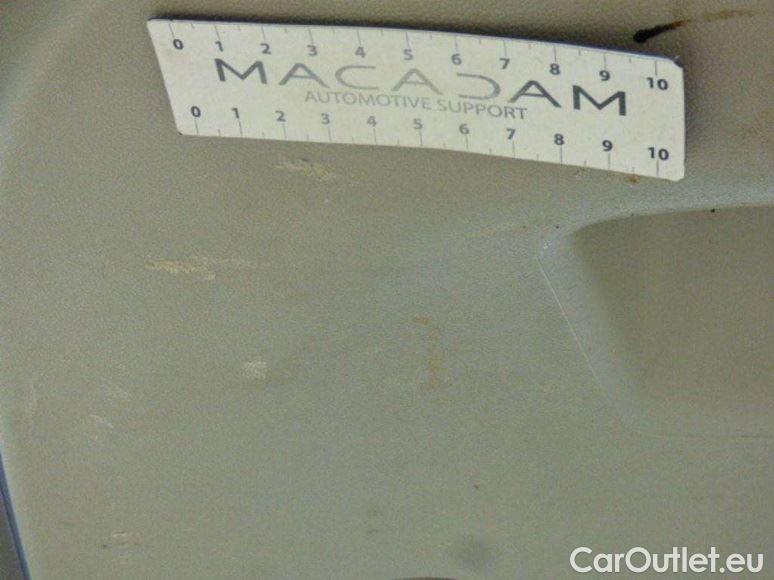 0 1 2 3 4 5 6 7 8 9 10
MACADAM
AUTOMOTIVE SUPPORT
0 1 2 3 4 5 6 7 8 9 10
CarOutlet.eu